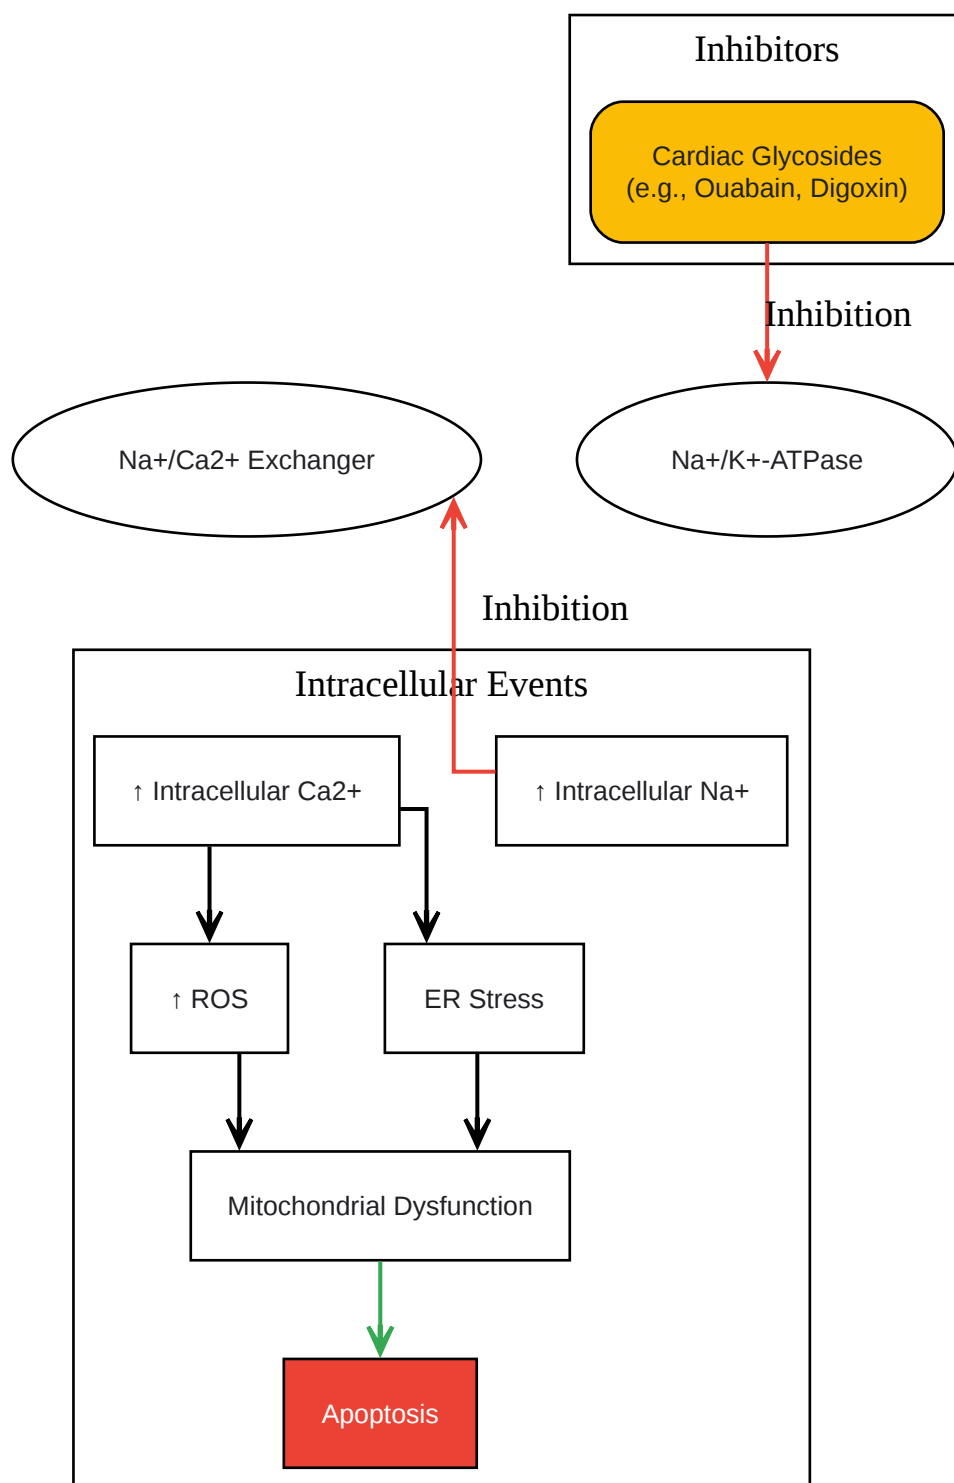 Inhibitors
Cardiac Glycosides
(e.g., Ouabain, Digoxin)
Inhibition
Na+/Ca2+ Exchanger
Na+/K+-ATPase
Inhibition
Intracellular Events
↑ Intracellular Ca2+
↑ Intracellular Na+
↑ ROS
ER Stress
Mitochondrial Dysfunction
Apoptosis